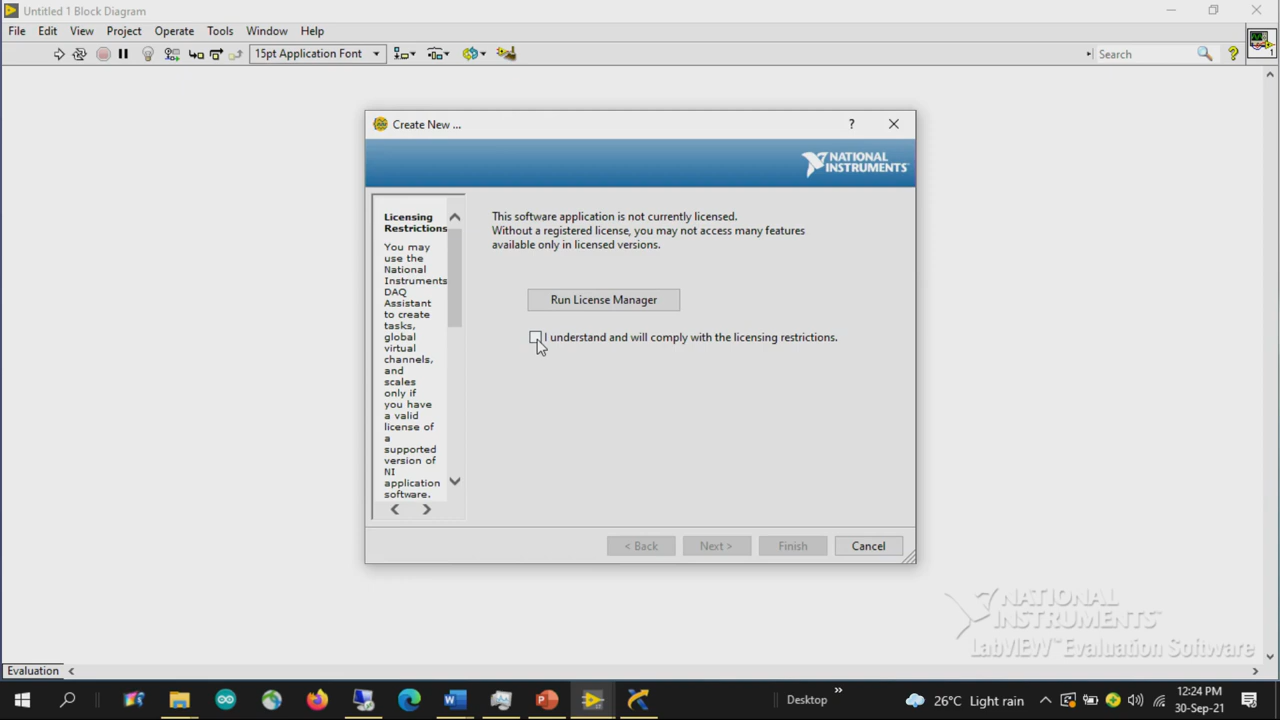 Untitled 1 Block Diagram
File Edit View Project Operate Tools Window Help
15pt Application Font
Search
1
Create New ...
?
NATIONAL
INSTRUMENTS
Licensing
Restrictions
You may
use the
National
Instruments
DAQ
Assistant
to create
tasks,
global
virtual
channels,
and
scales
only if
you have
a valid
license of
a
supported
version of
NI
application
software.
This software application is not currently licensed.
Without a registered license, you may not access many features
available only in licensed versions.
Run License Manager
I understand and will comply with the licensing restrictions.
< Back Next > Finish Cancel
NATIONAL
INSTRUMENTS
LabVIEW™ Evaluation Software
Evaluation
Desktop
26°C Light rain
12:24 PM
30-Sep-21